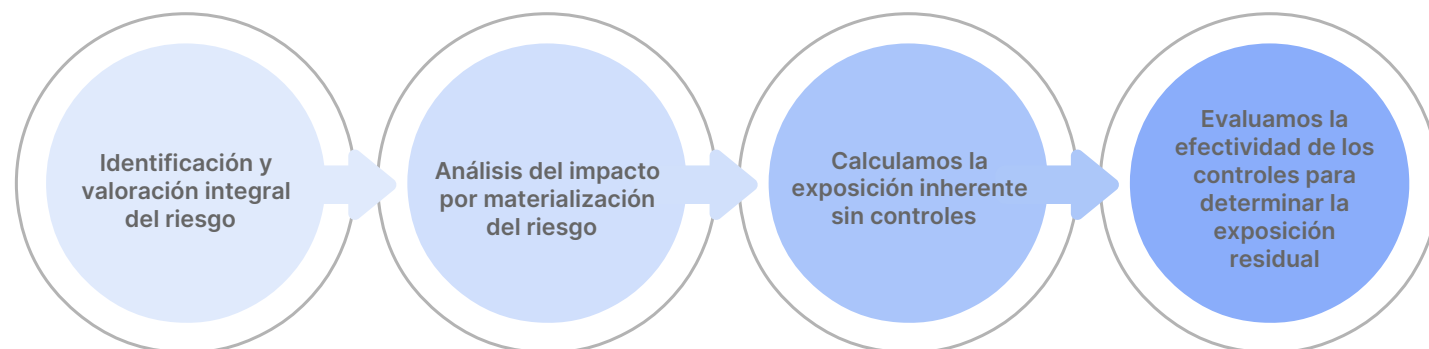 Identificación y
valoración integral
del riesgo
Análisis del impacto
por materialización
del riesgo
Calculamos la
exposición inherente
sin controles
Evaluamos la
efectividad de los
controles para
determinar la
exposición
residual